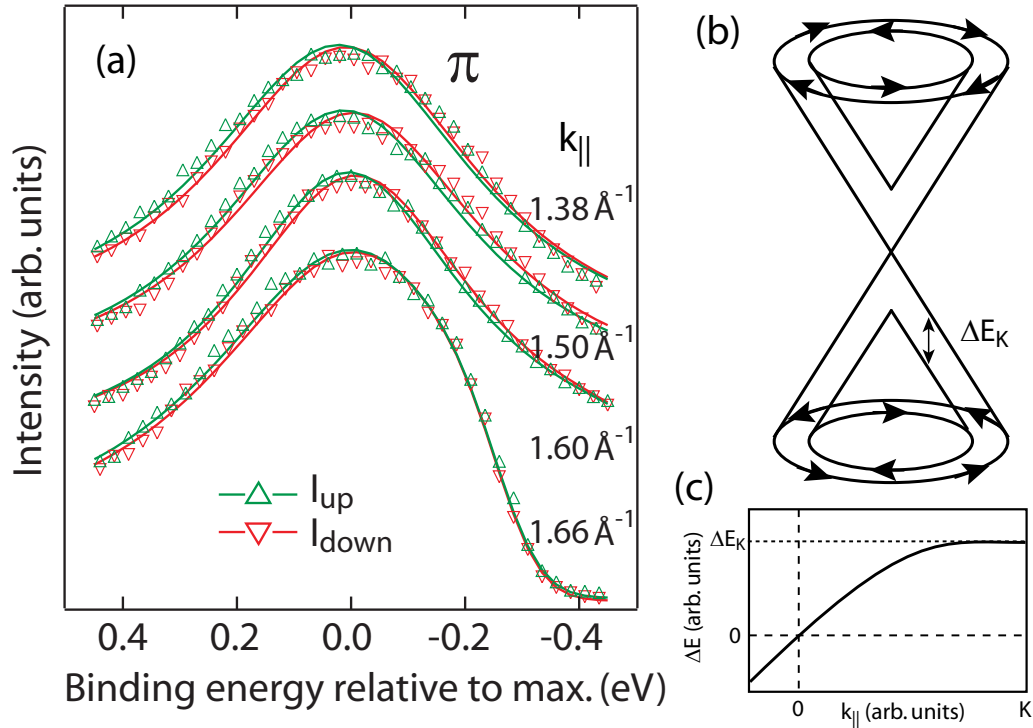 (a)
π
k||
1.38 Å-1
1.50 Å-1
1.60 Å-1
1.66 Å-1
Iup
Idown
Intensity (arb. units)
0.4 0.2 0.0 -0.2 -0.4
Binding energy relative to max. (eV)
(b)
ΔEK
(c)
ΔEK
0
ΔE (arb. units)
0 K
k|| (arb. units)